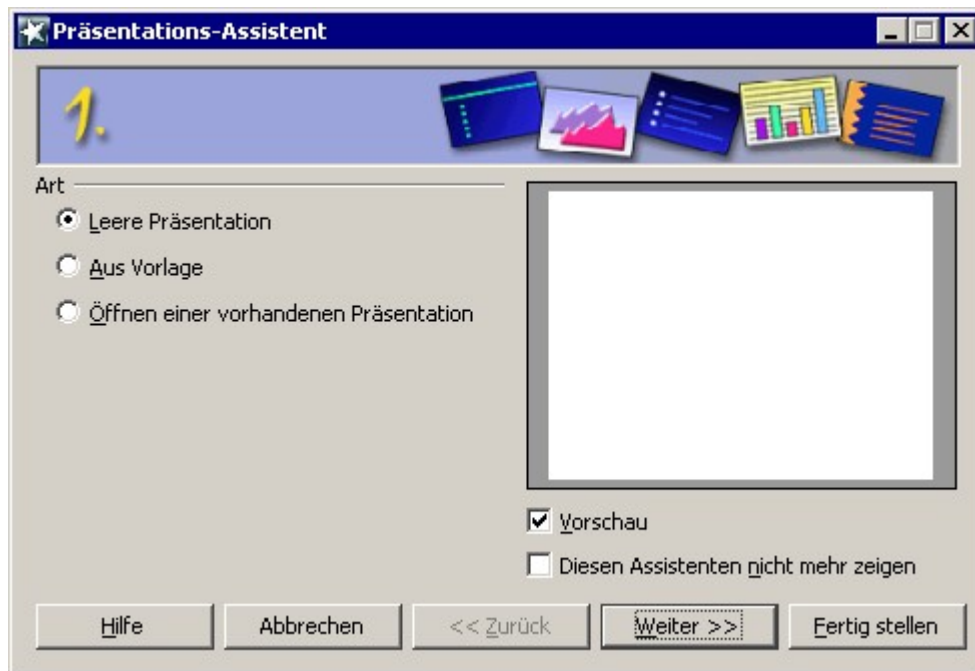 Präsentations-Assistent
1.
Art
Leere Präsentation
Aus Vorlage
Öffnen einer vorhandenen Präsentation
Vorschau
Diesen Assistenten nicht mehr zeigen
Hilfe
Abbrechen
<< Zurück
Weiter >>
Fertig stellen